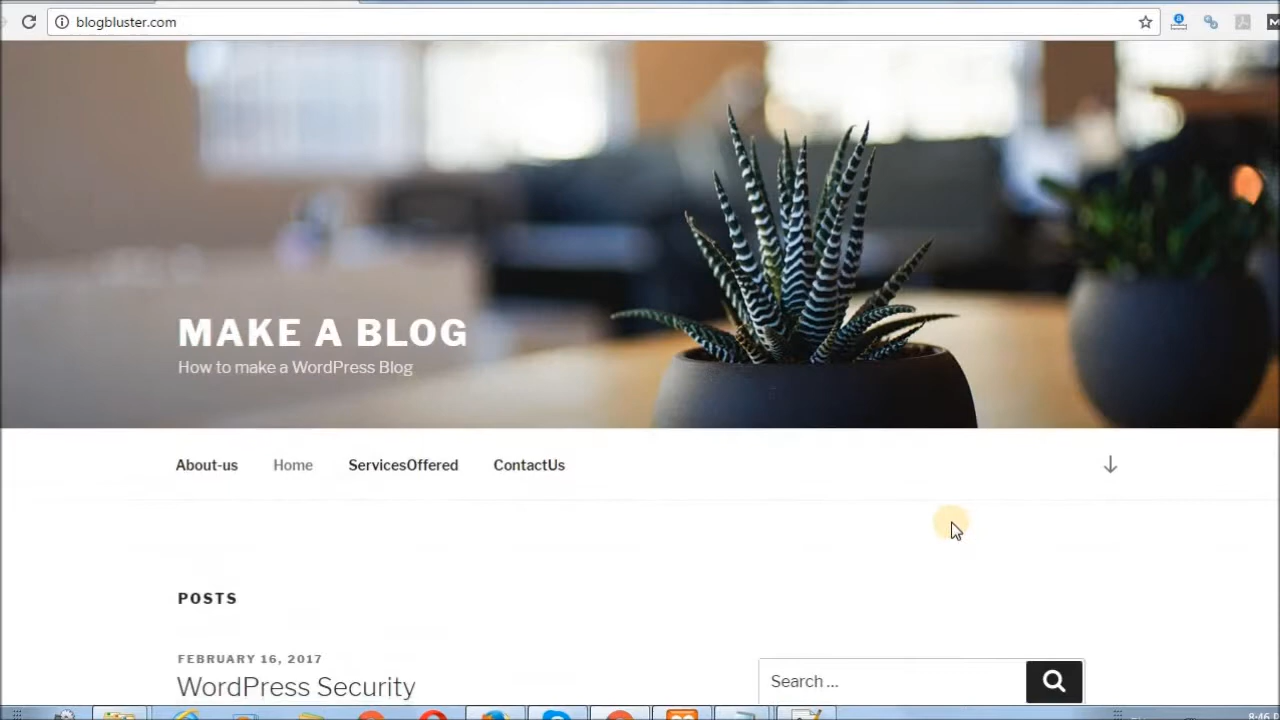 blogbluster.com
MAKE A BLOG
How to make a WordPress Blog
About-us Home ServicesOffered ContactUs
POSTS
FEBRUARY 16, 2017
WordPress Security
Search ...